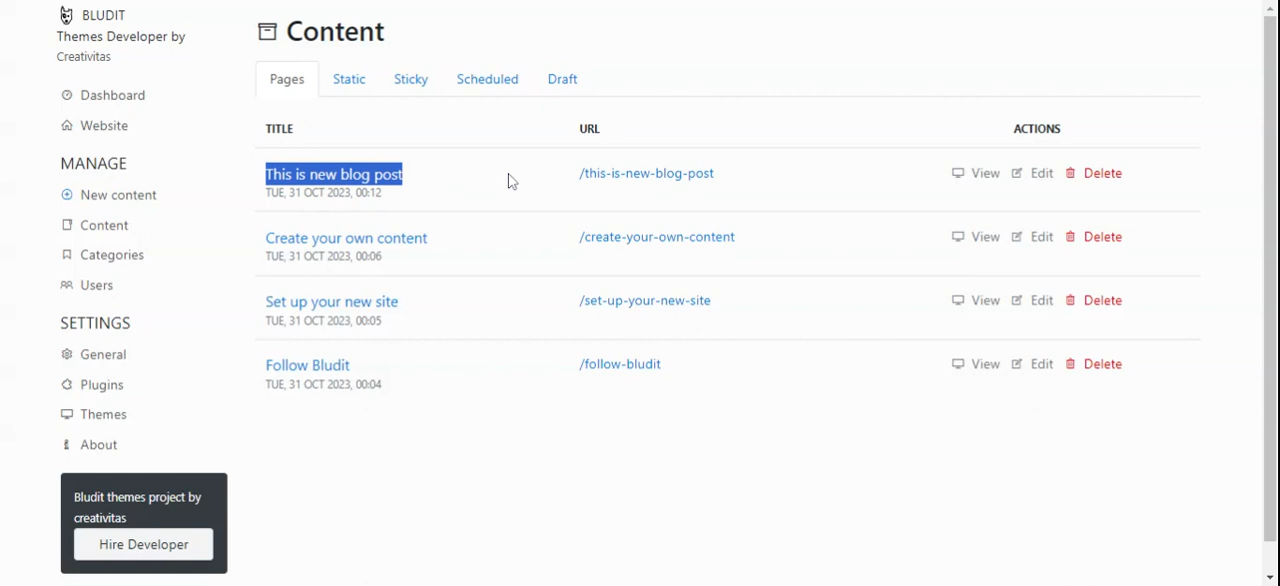 BLUDIT
Themes Developer by
Creativitas
Dashboard
Website
MANAGE
New content
Content
Categories
Users
SETTINGS
General
Plugins
Themes
About
Bludit themes project by
creativitas
Hire Developer
Content
Pages Static Sticky Scheduled Draft
TITLE URL ACTIONS
This is new blog post /this-is-new-blog-post View Edit Delete
TUE, 31 OCT 2023, 00:12
Create your own content /create-your-own-content View Edit Delete
TUE, 31 OCT 2023, 00:06
Set up your new site /set-up-your-new-site View Edit Delete
TUE, 31 OCT 2023, 00:05
Follow Bludit /follow-bludit View Edit Delete
TUE, 31 OCT 2023, 00:04